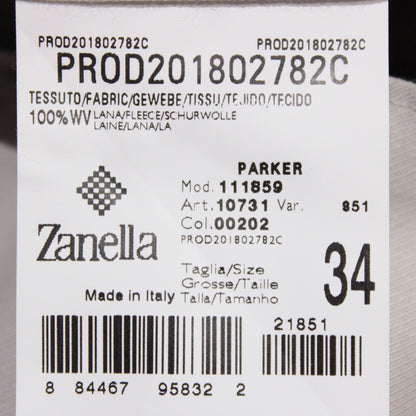 PROD201802782C PROD201802782C
PROD201802782C
TESSUTO/FABRIC/GEWEBE/TISSU/TEJIDO/TECIDO
100%WV LANA/FLEECE/SCHURWOLLE
LAINE/LANA/LA
PARKER
Mod. 111859
Art. 10731 Var. 851
Col. 00202
PROD201802782C
Zanella
Taglia/Size
Grosse/Taille
Talla/Tamanho
34
Made in Italy
21851
8 84467 95832 2